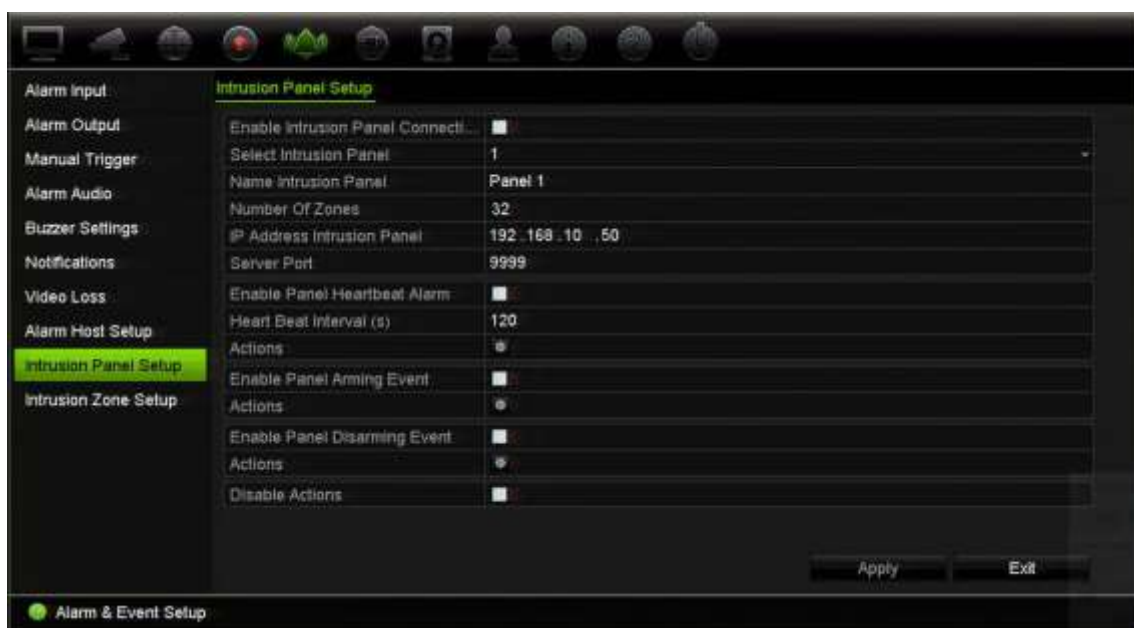 Alarm Input
Alarm Output
Manual Trigger
Alarm Audio
Buzzer Settings
Notifications
Video Loss
Alarm Host Setup
Intrusion Panel Setup
Intrusion Zone Setup
Intrusion Panel Setup
Enable Intrusion Panel Connecti...
Select Intrusion Panel 1
Name Intrusion Panel Panel 1
Number Of Zones 32
IP Address Intrusion Panel 192 .168 .10 .50
Server Port 9999
Enable Panel Heartbeat Alarm
Heart Beat Interval (s) 120
Actions
Enable Panel Arming Event
Actions
Enable Panel Disarming Event
Actions
Disable Actions
Apply Exit
Alarm & Event Setup